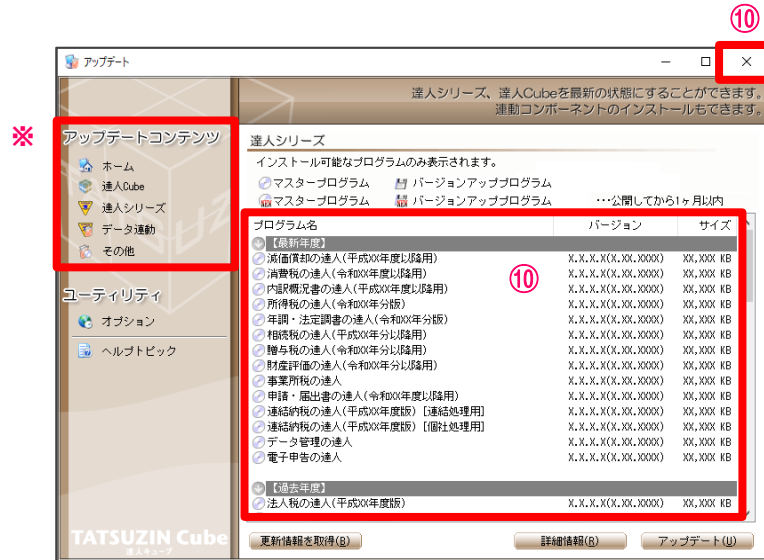 ⑩
アップデート
達人シリーズ、達人Cubeを最新の状態にすることができます。
連動コンポーネントのインストールもできます。
※
アップデートコンテンツ
ホーム
達人Cube
達人シリーズ
データ連動
その他
ユーティリティ
オプション
ヘルプトピック
TATSUZIN Cube
達人キューブ
達人シリーズ
インストール可能なプログラムのみ表示されます。
マスタープログラム バージョンアッププログラム
マスタープログラム バージョンアッププログラム ・・・公開してから1ヶ月以内
プログラム名 バージョン サイズ
【最新年度】
減価償却の達人(平成XX年度以降用) X.X.X.X(X.XX.XXXX) XX,XXX KB
消費税の達人(令和XX年度以降用) X.X.X.X(X.XX.XXXX) XX,XXX KB
内訳概況書の達人(平成XX年度以降用) X.X.X.X(X.XX.XXXX) XX,XXX KB
所得税の達人(令和XX年分版) X.X.X.X(X.XX.XXXX) XX,XXX KB
年調・法定調書の達人(令和XX年分版) X.X.X.X(X.XX.XXXX) XX,XXX KB
相続税の達人(平成XX年分以降用) X.X.X.X(X.XX.XXXX) XX,XXX KB
贈与税の達人(令和XX年分以降用) X.X.X.X(X.XX.XXXX) XX,XXX KB
財産評価の達人(令和XX年分以降用) X.X.X.X(X.XX.XXXX) XX,XXX KB
事業所税の達人 X.X.X.X(X.XX.XXXX) XX,XXX KB
申請・届出書の達人(令和XX年度以降用) X.X.X.X(X.XX.XXXX) XX,XXX KB
連結納税の達人(平成XX年度版)[連結処理用] X.X.X.X(X.XX.XXXX) XX,XXX KB
連結納税の達人(平成XX年度版)[個社処理用] X.X.X.X(X.XX.XXXX) XX,XXX KB
データ管理の達人 X.X.X.X(X.XX.XXXX) XX,XXX KB
電子申告の達人 X.X.X.X(X.XX.XXXX) XX,XXX KB
⑩
【過去年度】
法人税の達人(平成XX年度版) X.X.X.X(X.XX.XXXX) XX,XXX KB
更新情報を取得(B) 詳細情報(R) アップデート(U)